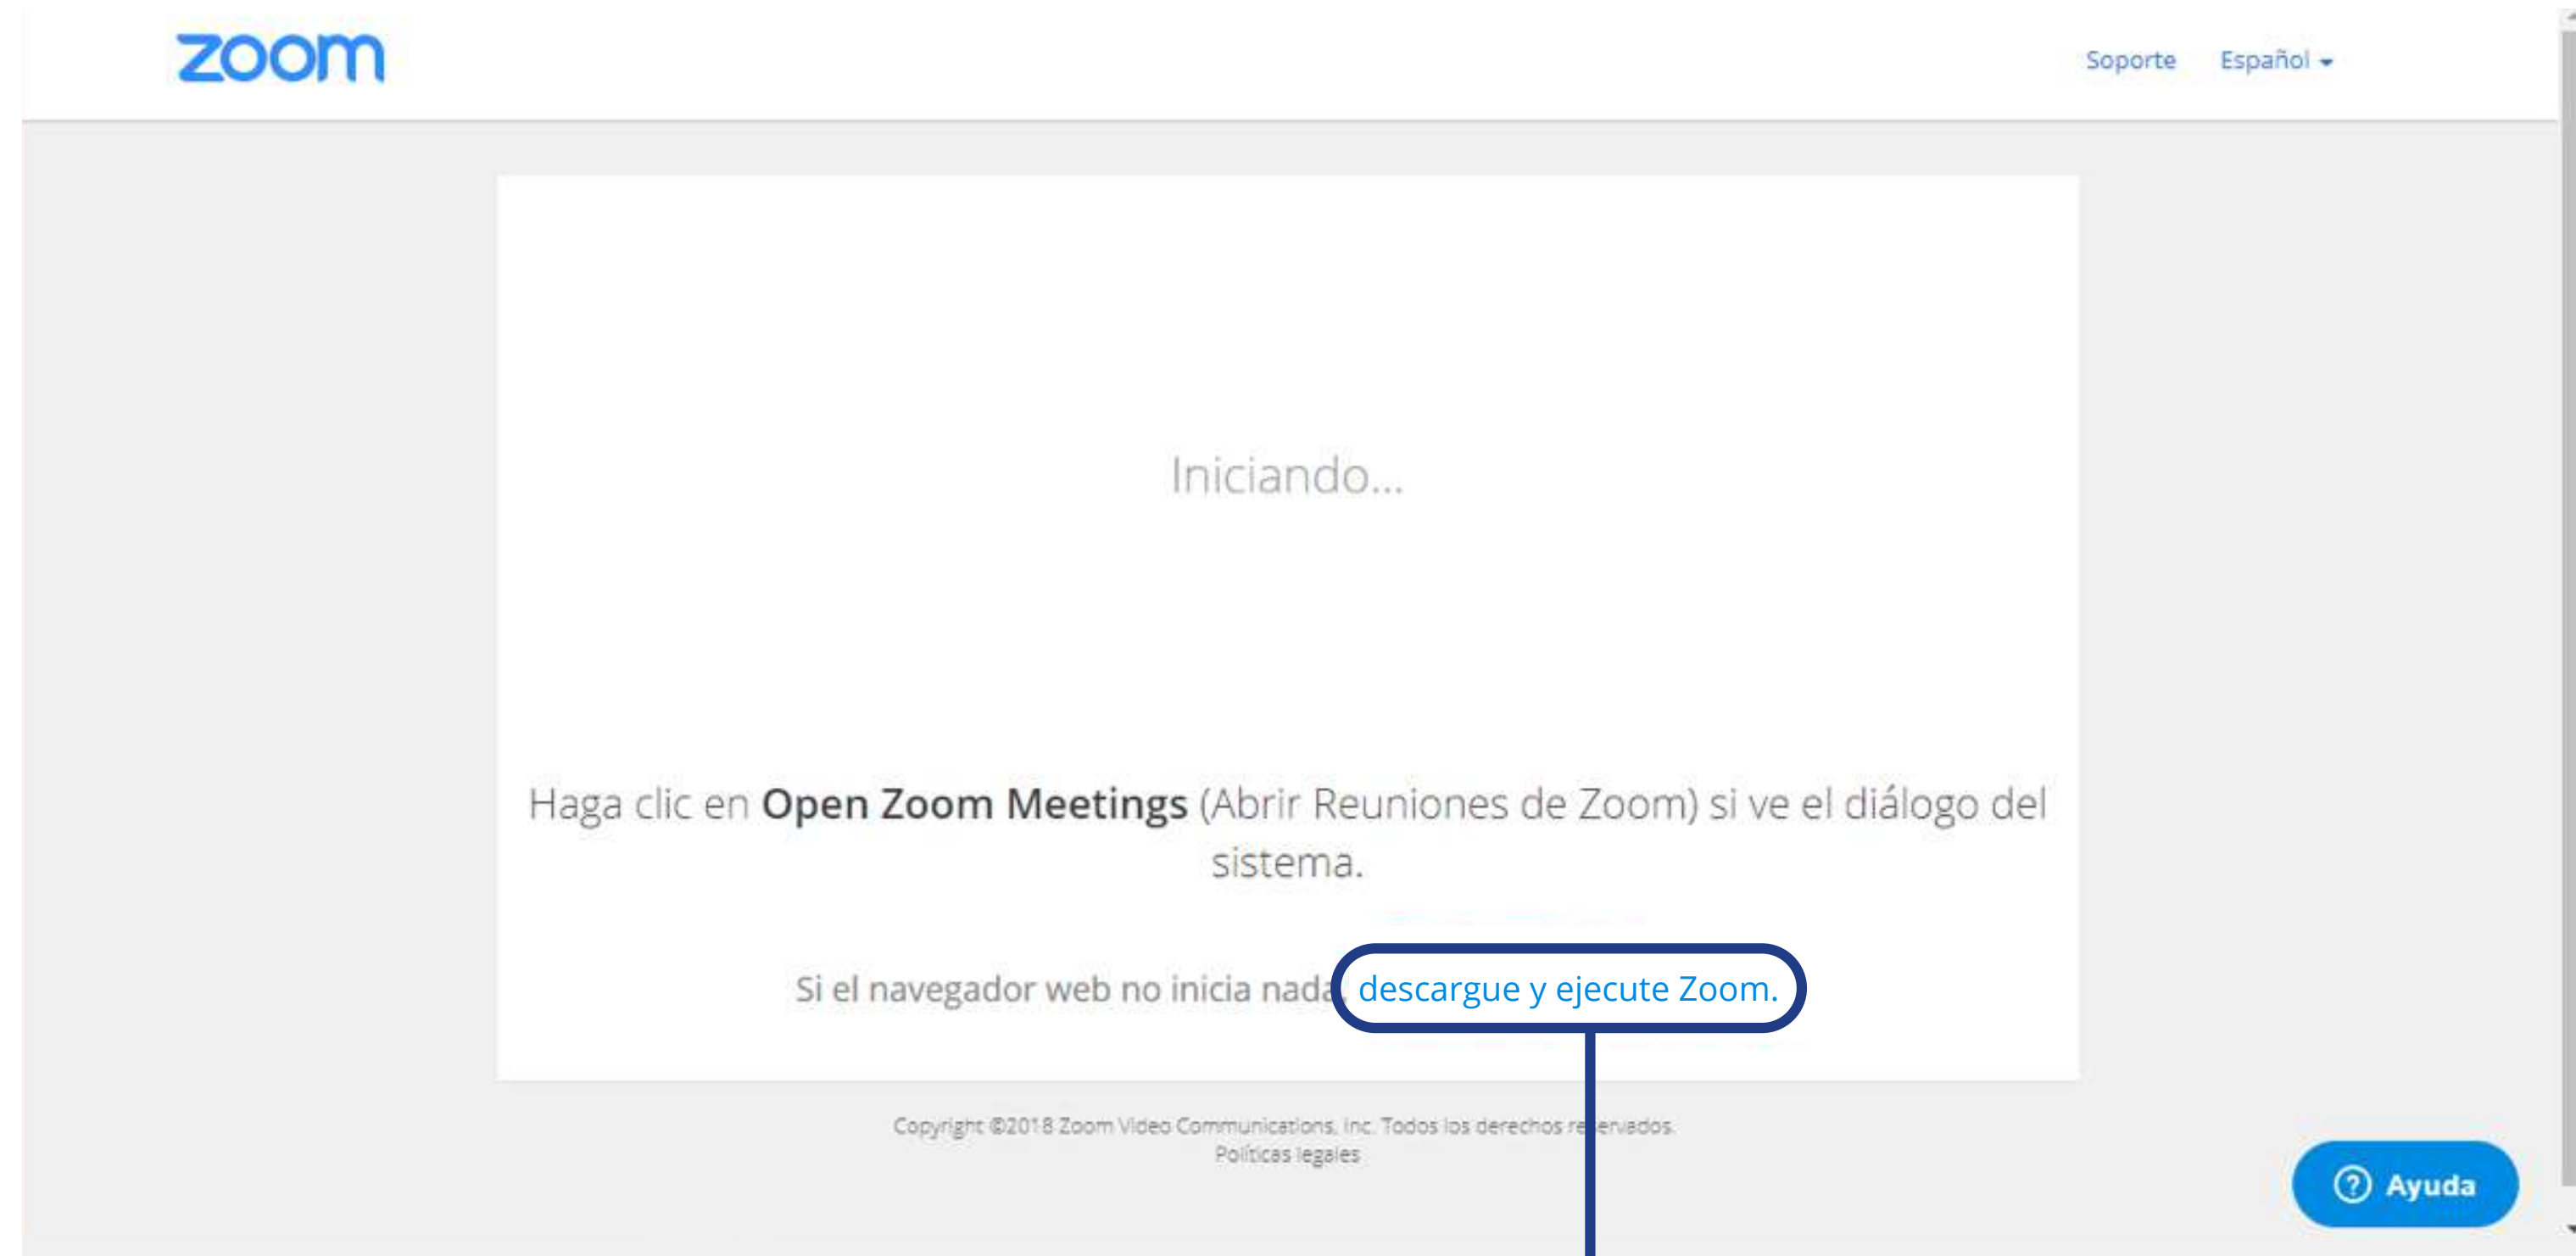 zoom
Soporte Español
Iniciando...
Haga clic en Open Zoom Meetings (Abrir Reuniones de Zoom) si ve el diálogo del
sistema.
Si el navegador web no inicia nada, descargue y ejecute Zoom.
Copyright ©2018 Zoom Video Communications, Inc. Todos los derechos reservados.
Políticas legales
? Ayuda